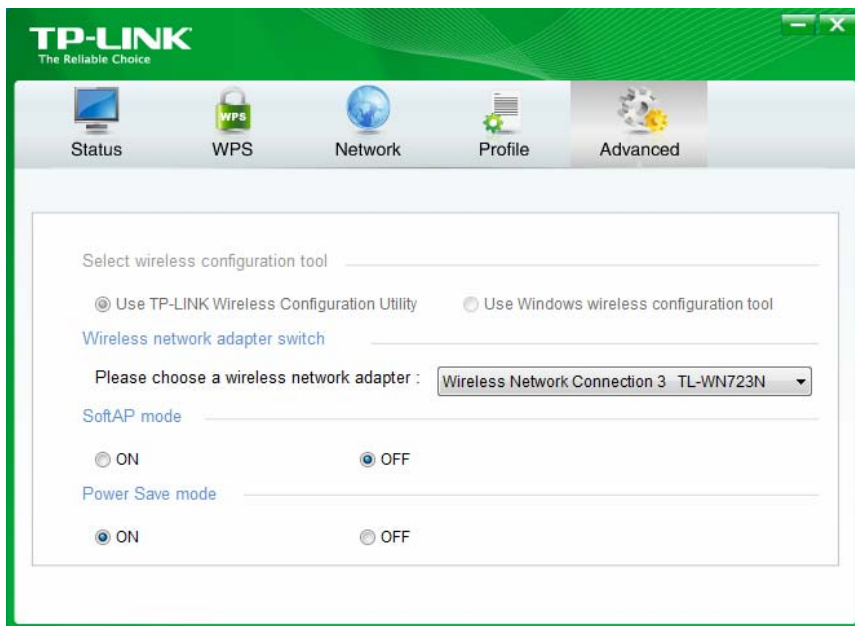 TP-LINK
The Reliable Choice
WPS
Status WPS Network Profile Advanced
Select wireless configuration tool
Use TP-LINK Wireless Configuration Utility Use Windows wireless configuration tool
Wireless network adapter switch
Please choose a wireless network adapter : Wireless Network Connection 3 TL-WN723N
SoftAP mode
ON OFF
Power Save mode
ON OFF